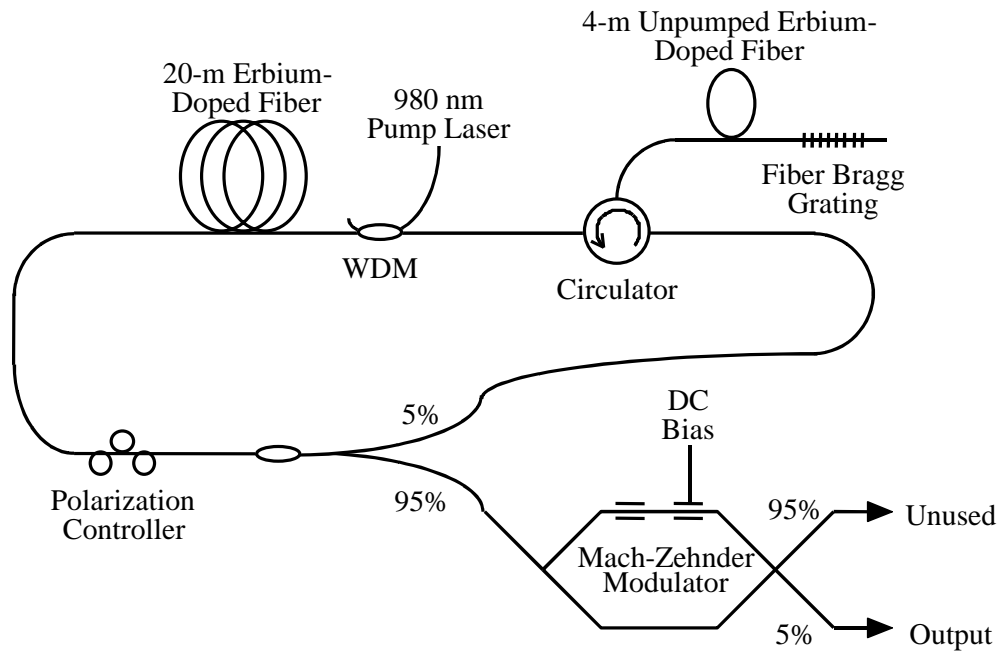 4-m Unpumped Erbium-
Doped Fiber
20-m Erbium-
Doped Fiber
980 nm
Pump Laser
Fiber Bragg
Grating
WDM
Circulator
5%
DC
Bias
Polarization
Controller
95%
95%
Unused
Mach-Zehnder
Modulator
5%
Output